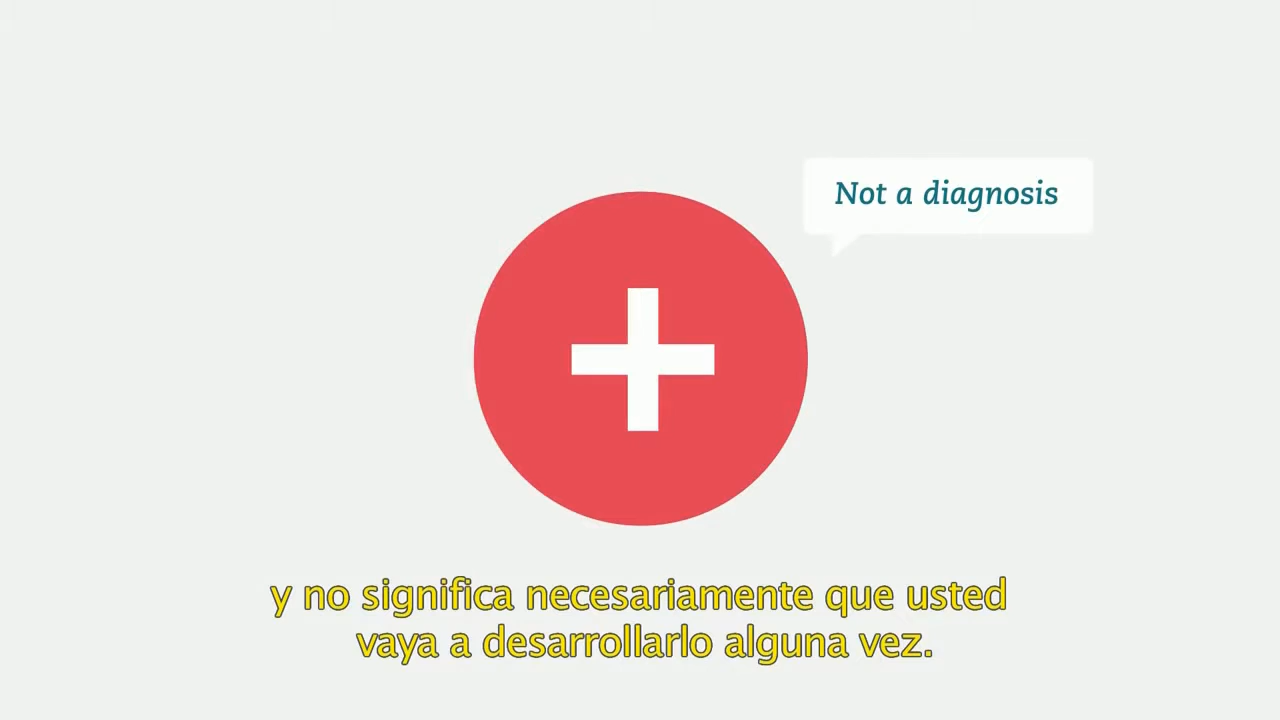 Not a diagnosis
y no significa necesariamente que usted
vaya a desarrollarlo alguna vez.